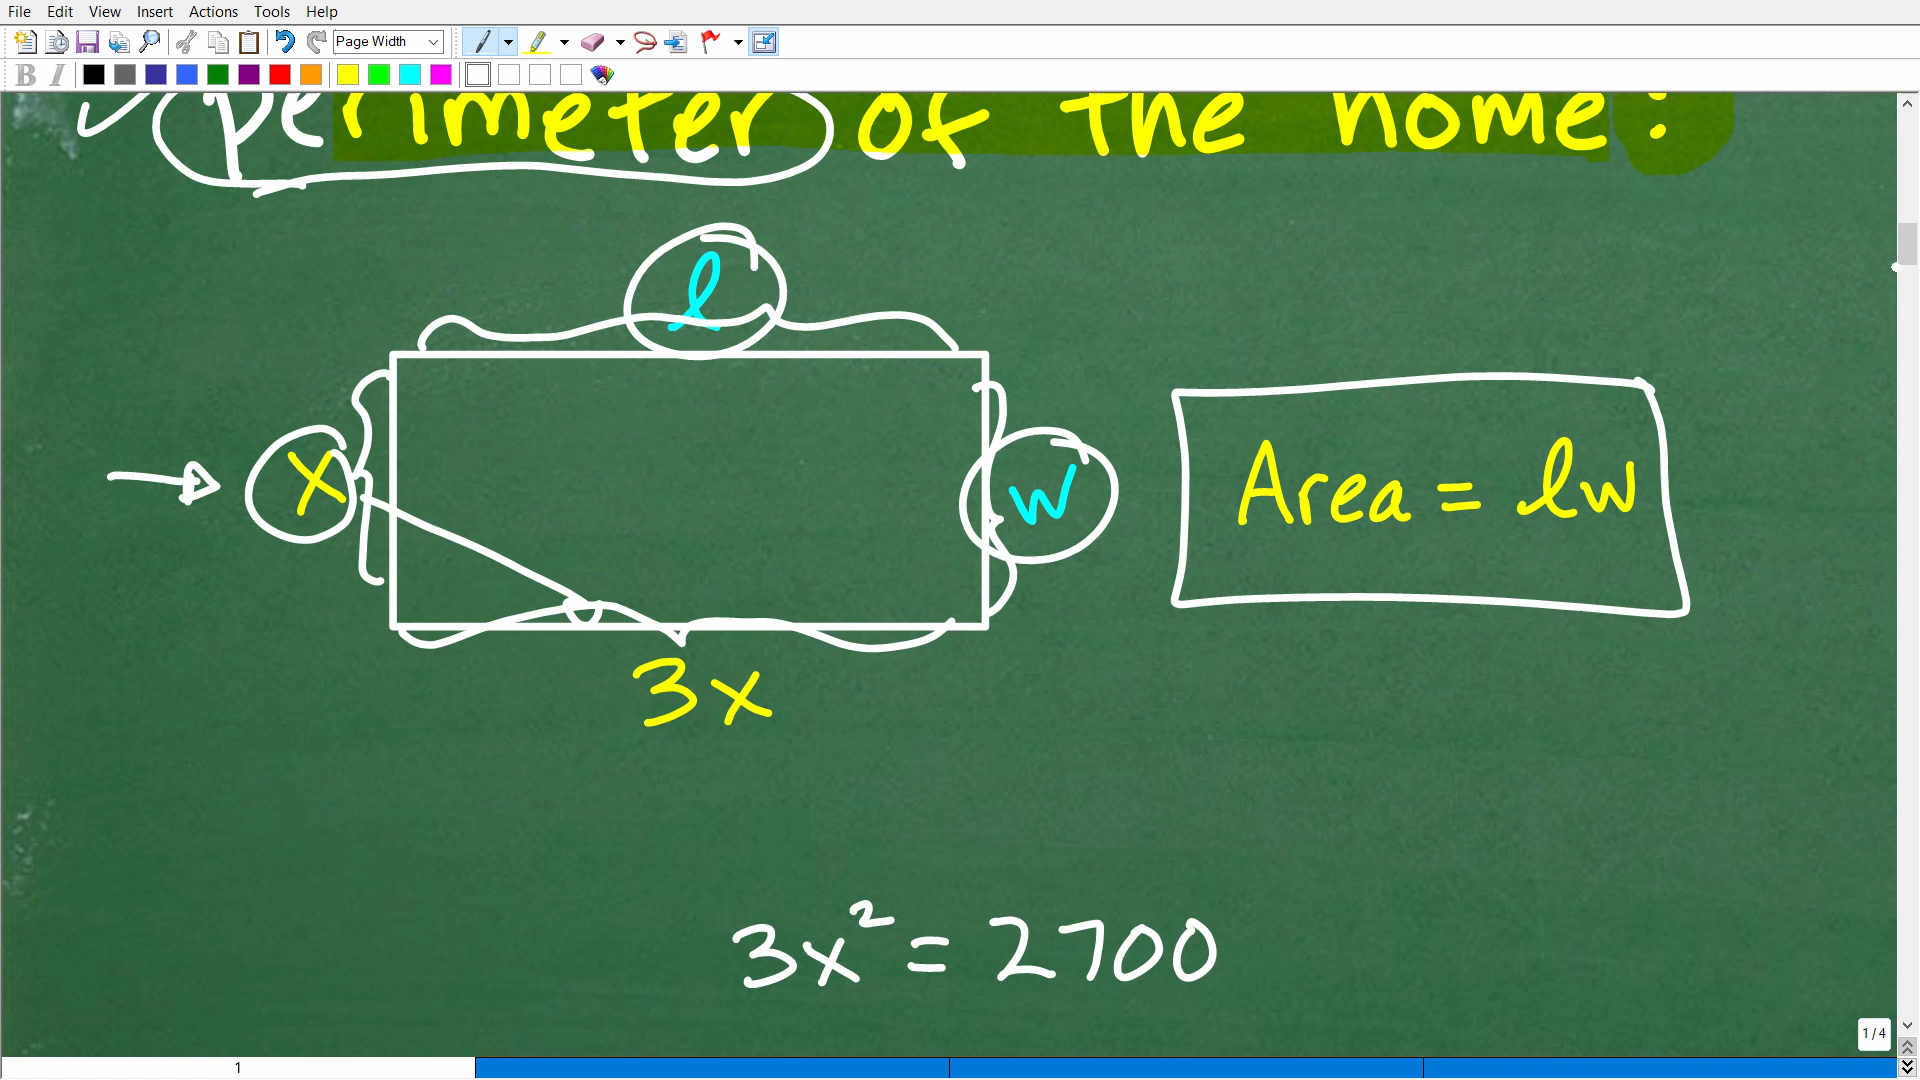 File Edit View Insert Actions Tools Help
Page Width
B I
perimeter of the home:
l
x
w
Area = lw
3x
3x² = 2700
1 / 4
1